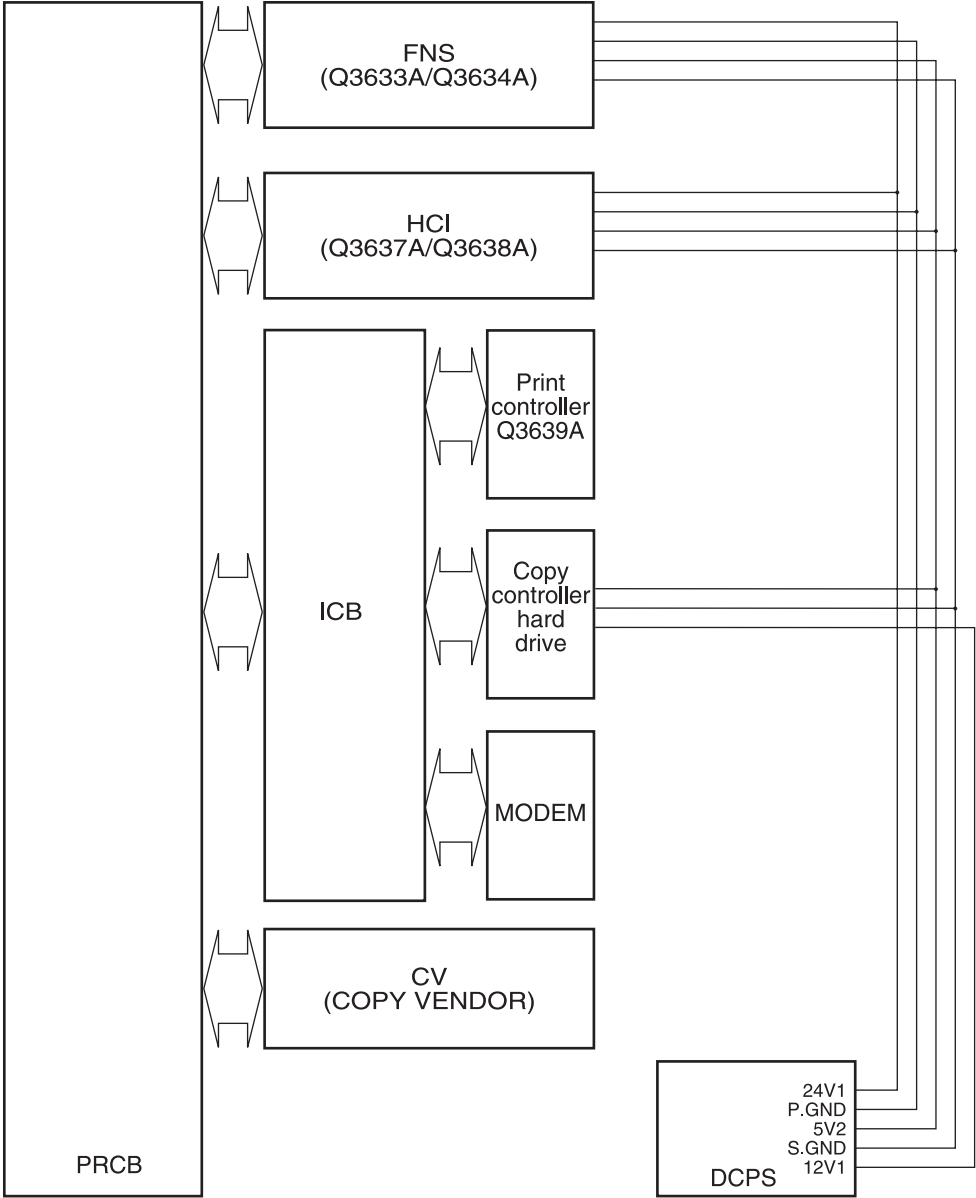 FNS
(Q3633A/Q3634A)
HCI
(Q3637A/Q3638A)
Print
controller
Q3639A
Copy
controller
hard
drive
ICB
MODEM
CV
(COPY VENDOR)
24V1
P.GND
5V2
S.GND
12V1
DCPS
PRCB